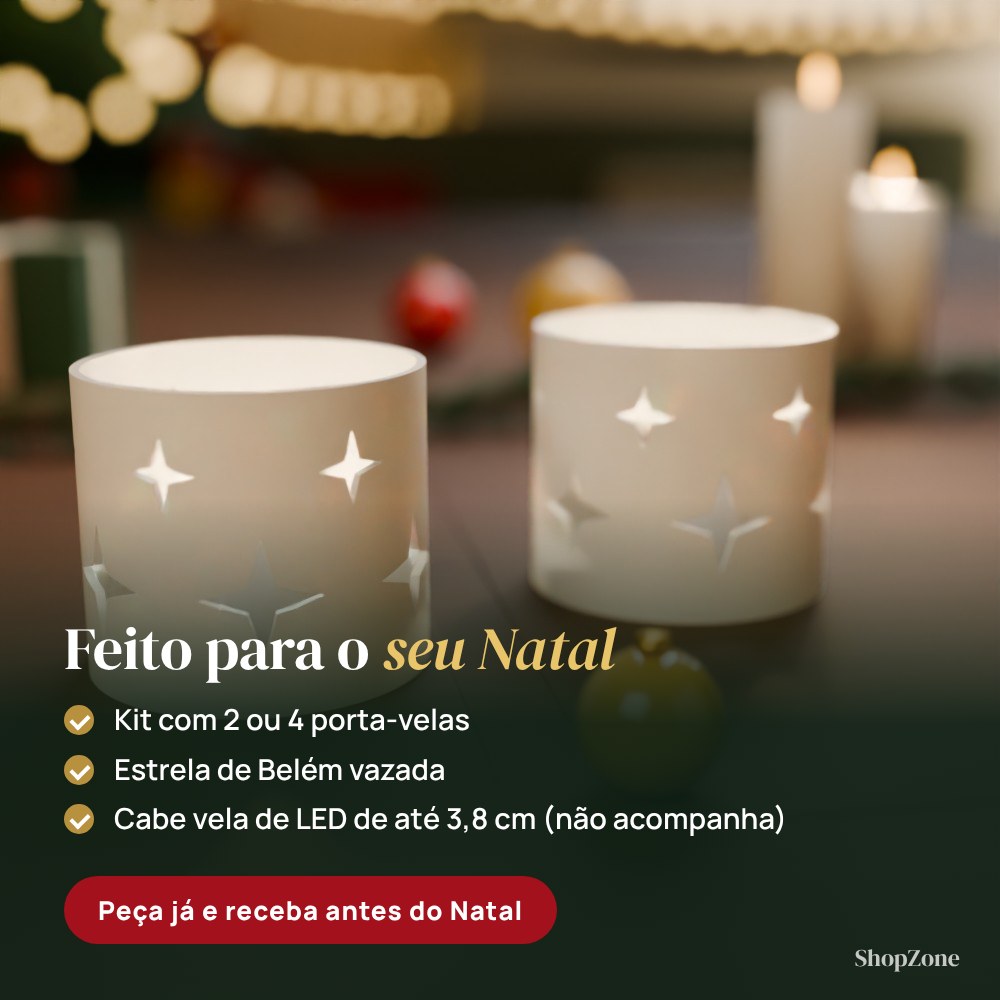 Feito para o seu Natal
Kit com 2 ou 4 porta-velas
Estrela de Belém vazada
Cabe vela de LED de até 3,8 cm (não acompanha)
Peça já e receba antes do Natal
ShopZone